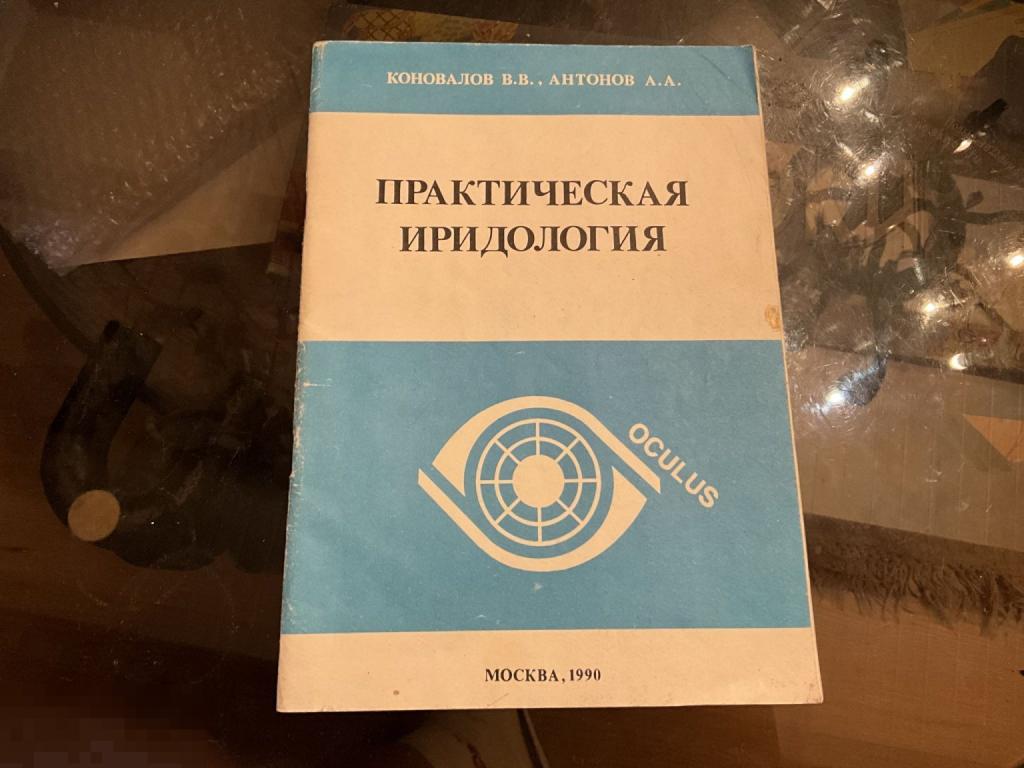 КОНОВАЛОВ В.В., АНТОНОВ А.А.
ПРАКТИЧЕСКАЯ
ИРИДОЛОГИЯ
OCULUS
МОСКВА, 1990